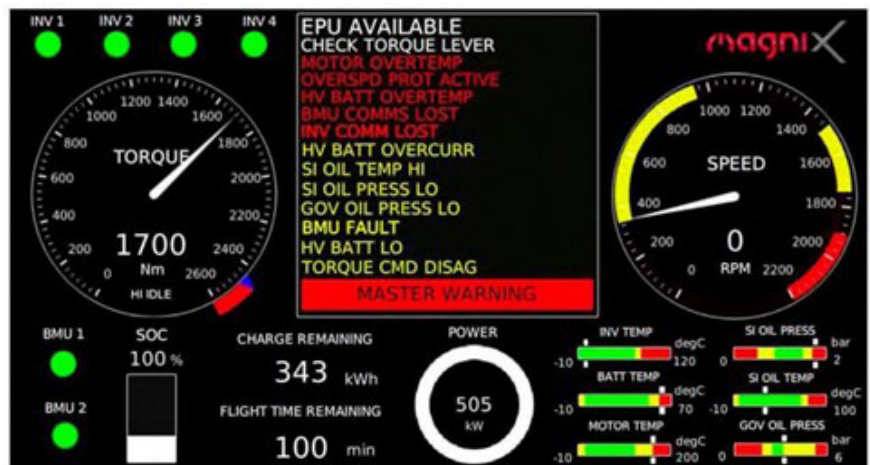 INV 1 INV 2 INV 3 INV 4
EPU AVAILABLE
CHECK TORQUE LEVER
MOTOR OVERTEMP
OVERSPD PROT ACTIVE
HV BATT OVERTEMP
BMU COMMS LOST
INV COMM LOST
HV BATT OVERCURR
SI OIL TEMP HI
SI OIL PRESS LO
GOV OIL PRESS LO
BMU FAULT
HV BATT LO
TORQUE CMD DISAG
MASTER WARNING
magniX
TORQUE
0
200
400
600
800
1000
1200
1400
1600
1800
2000
2200
2400
2600
1700
Nm
HI IDLE
SPEED
0
200
400
600
800
1000
1200
1400
1600
1800
2000
2200
0
RPM
BMU 1
BMU 2
SOC
100 %
CHARGE REMAINING
343 kWh
FLIGHT TIME REMAINING
100 min
POWER
505
kW
INV TEMP
-10 degC 120
BATT TEMP
-10 degC 70
MOTOR TEMP
-10 degC 200
SI OIL PRESS
0 bar 2
SI OIL TEMP
-10 degC 100
GOV OIL PRESS
0 bar 6